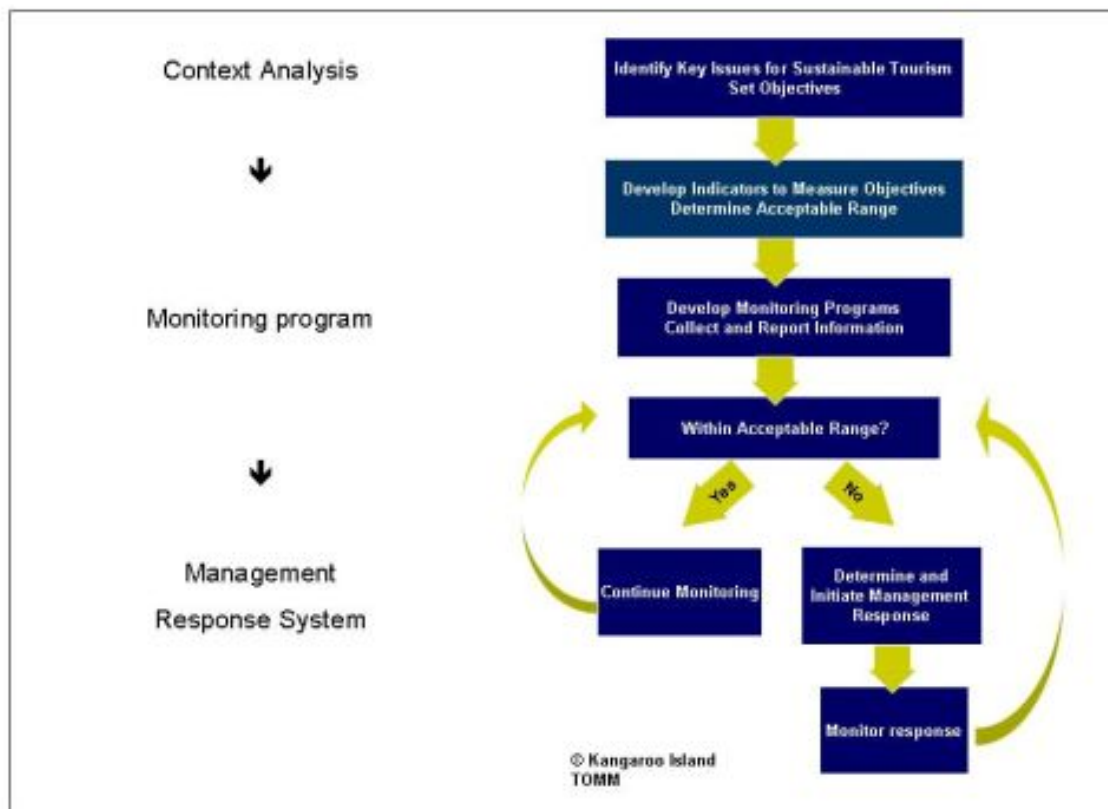 Context Analysis
Identify Key Issues for Sustainable Tourism
Set Objectives
Develop Indicators to Measure Objectives
Determine Acceptable Range
Monitoring program
Develop Monitoring Programs
Collect and Report Information
Within Acceptable Range?
Yes
No
Management
Response System
Continue Monitoring
Determine and
Initiate Management
Response
Monitor response
© Kangaroo Island
TOMM